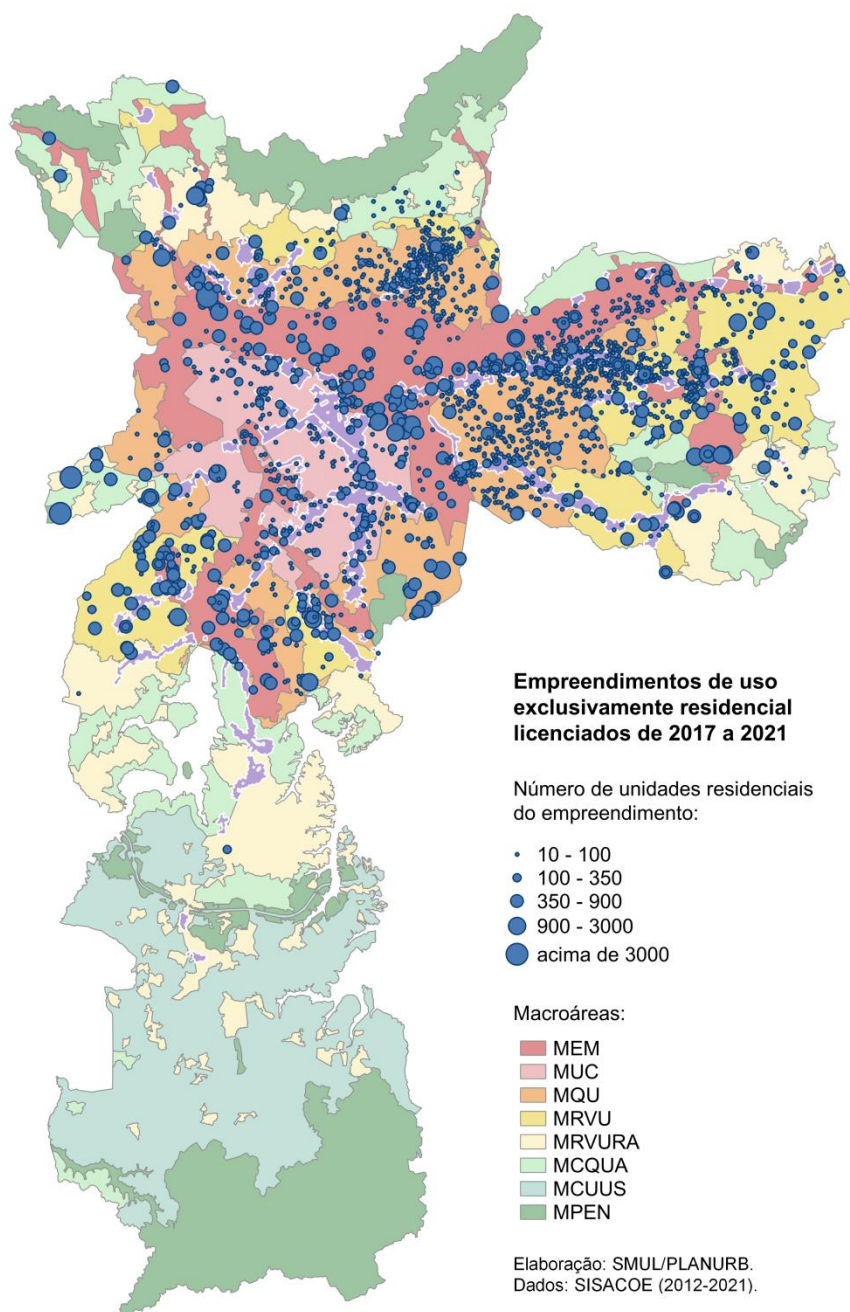 Empreendimentos de uso
exclusivamente residencial
licenciados de 2017 a 2021
Número de unidades residenciais
do empreendimento:
10 - 100
100 - 350
350 - 900
900 - 3000
acima de 3000
Macroáreas:
MEM
MUC
MQU
MRVU
MRVURA
MCQUA
MCUUS
MPEN
Elaboração: SMUL/PLANURB.
Dados: SISACOE (2012-2021).